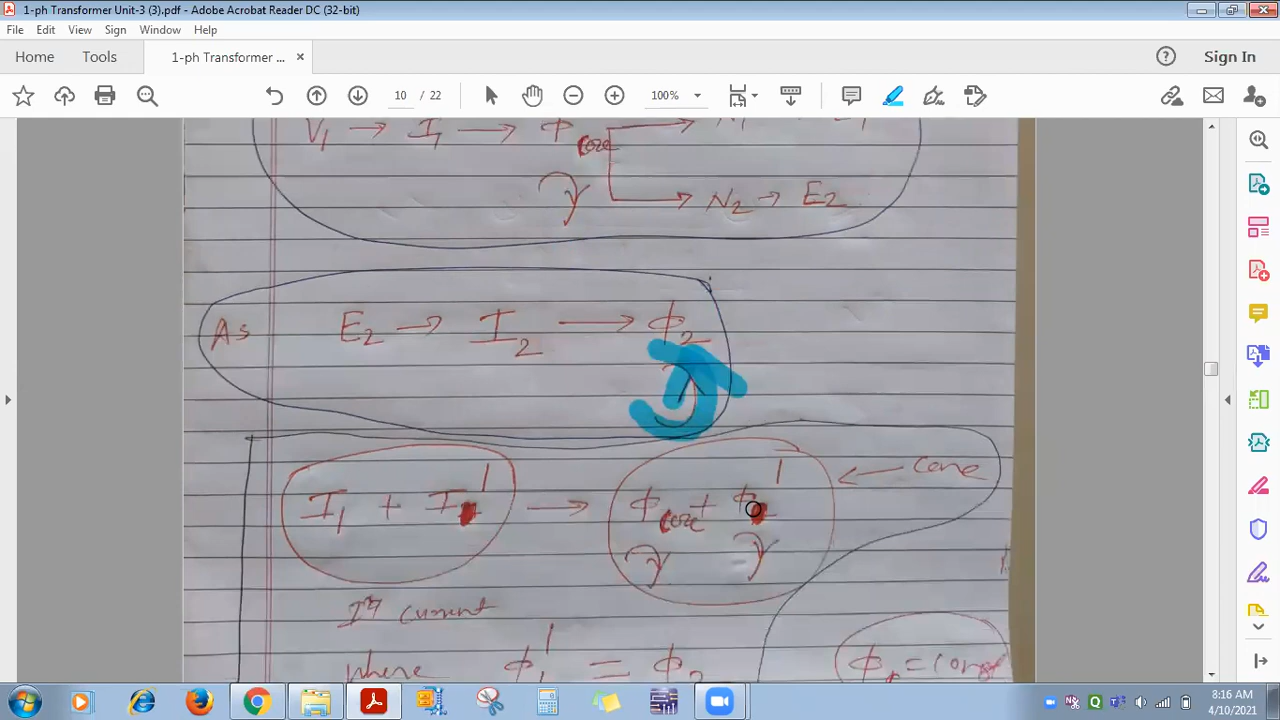 1-ph Transformer Unit-3 (3).pdf - Adobe Acrobat Reader DC (32-bit)
File Edit View Sign Window Help
Home Tools 1-ph Transformer ... × Sign In
10 / 22 100%
V₁ → I₁ → Φcore
N₂ → E₂
As E₂ → I₂ → Φ₂
I₁ + I' → Φcore + Φ' ← core
Iry current
where Φ₁' = Φ₂
8:16 AM
4/10/2021